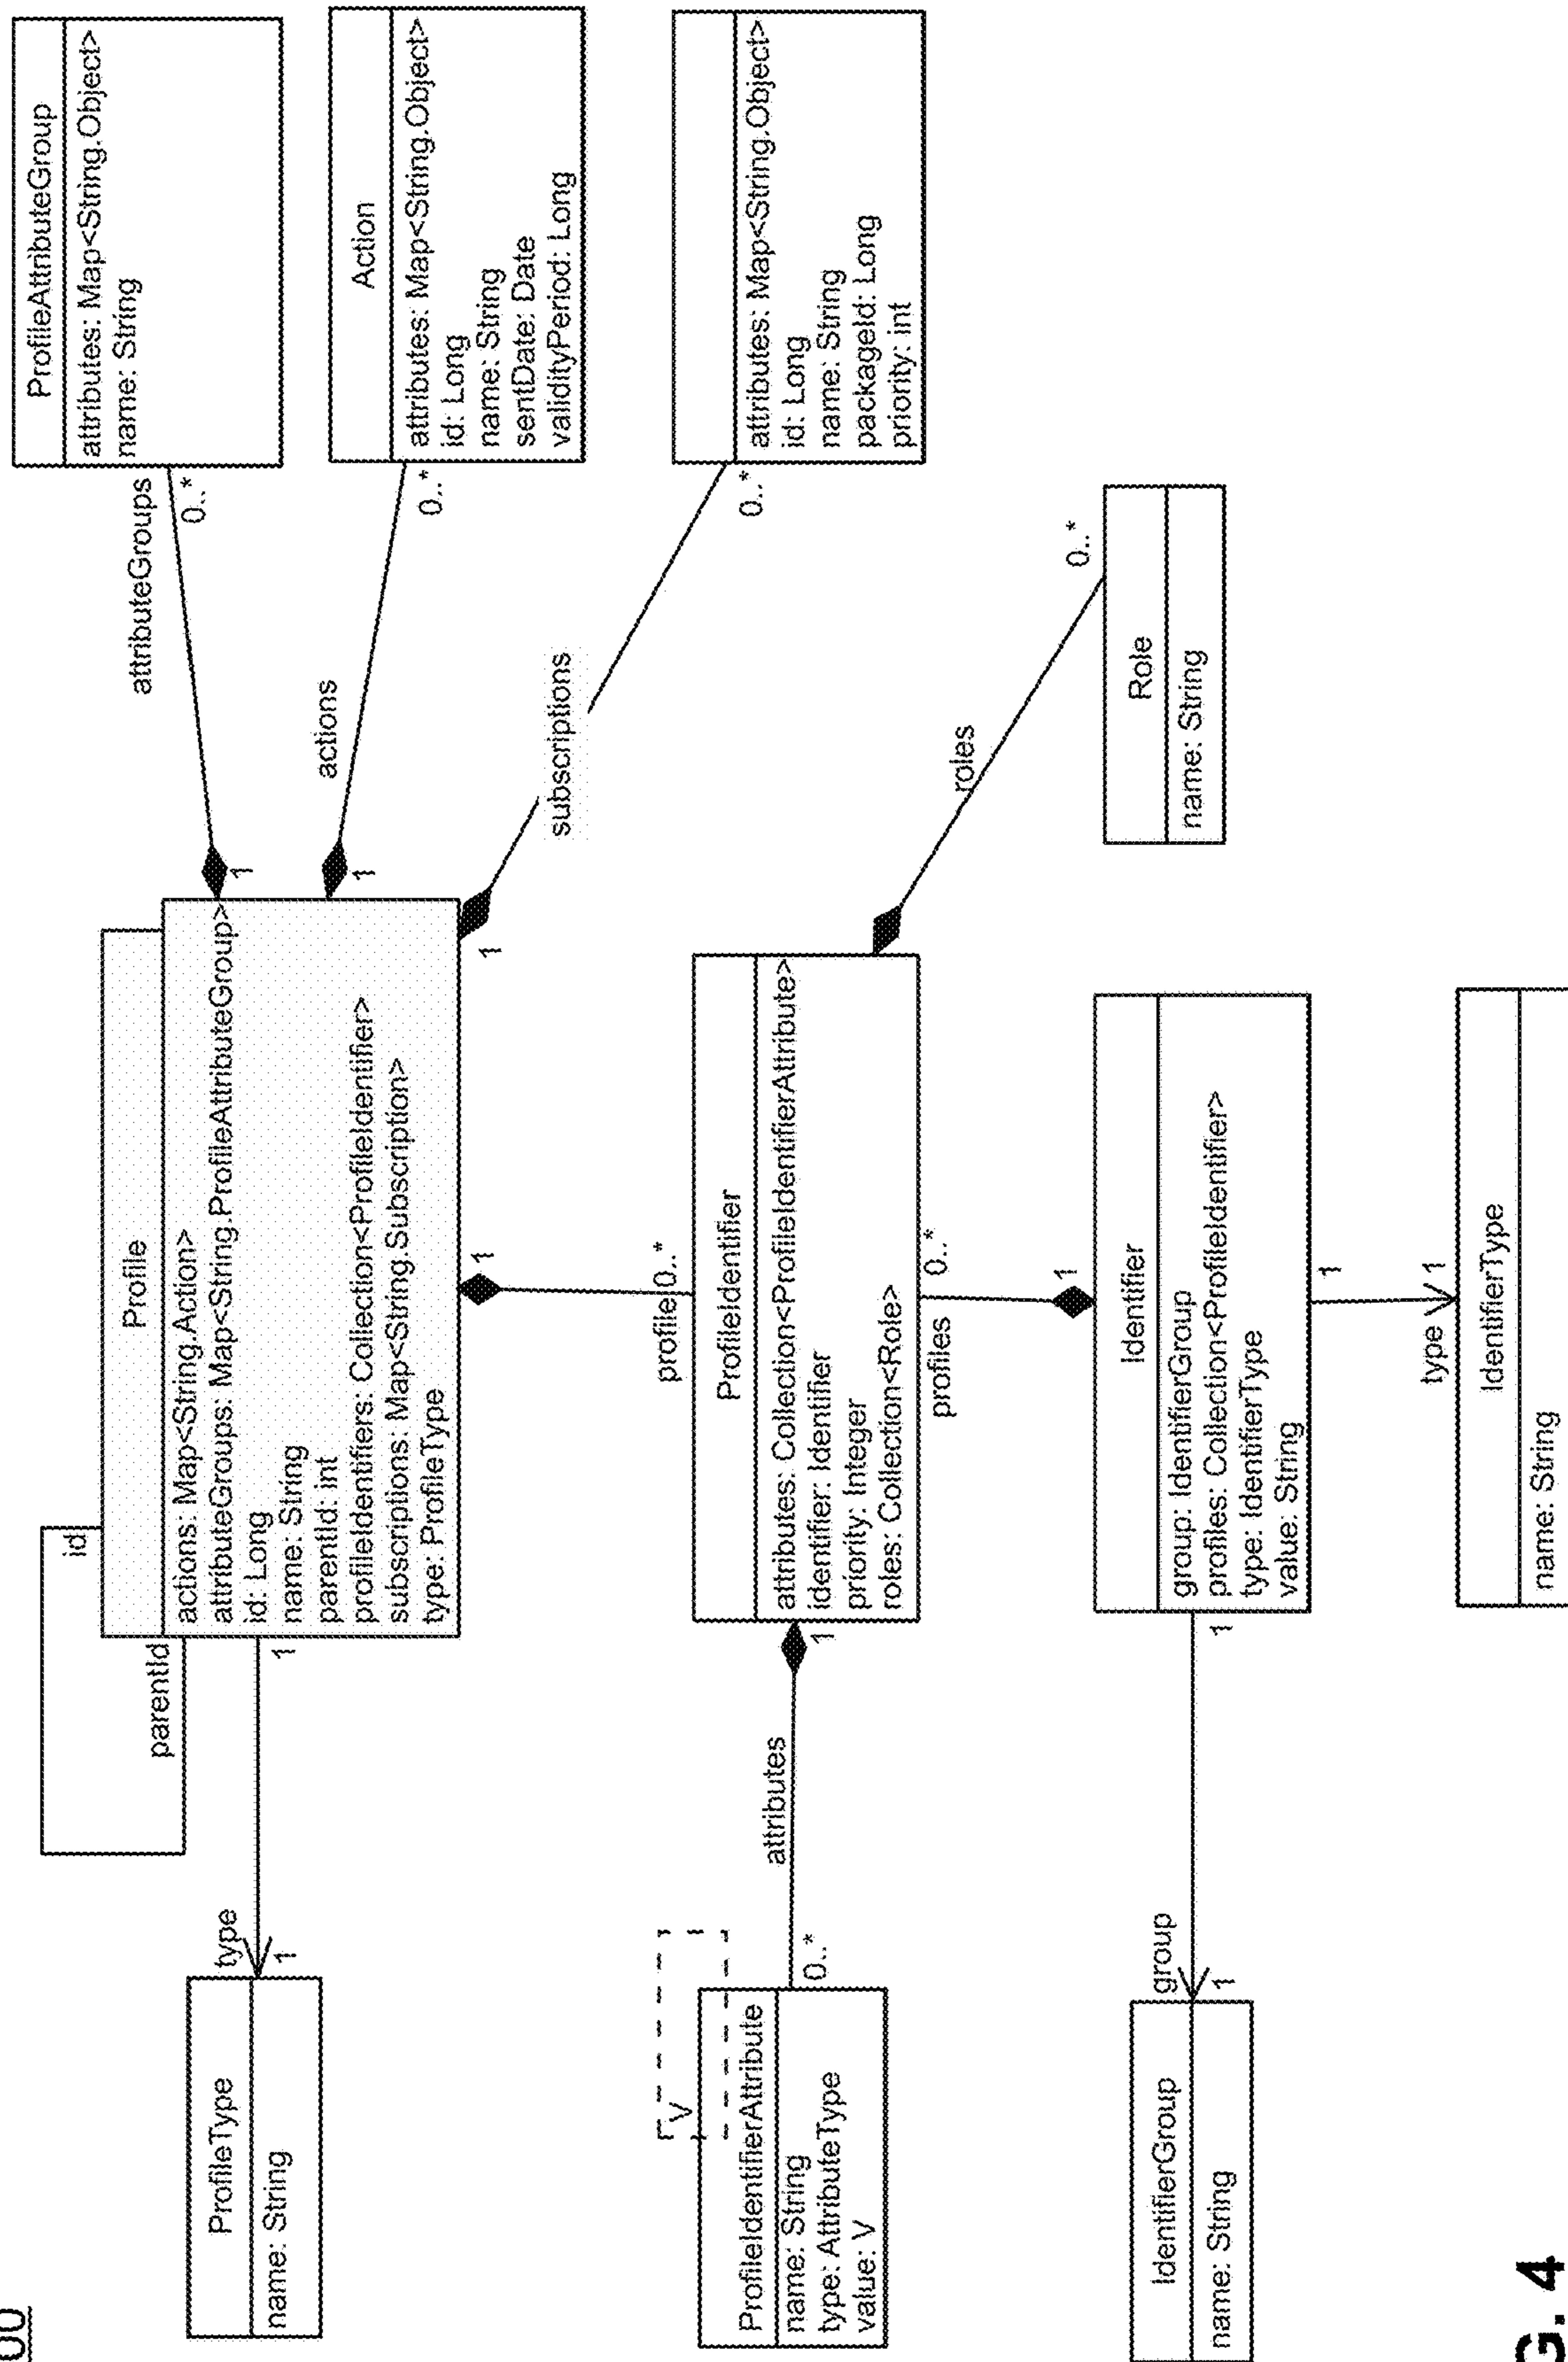 00
id
parentId
Profile
actions: Map<String.Action>
attributeGroups: Map<String.ProfileAttributeGroup>
id: Long
name: String
parentId: int
profileIdentifiers: Collection<ProfileIdentifier>
subscriptions: Map<String.Subscription>
type: ProfileType
1
type
1
ProfileType
name: String
attributeGroups
1
0..*
ProfileAttributeGroup
attributes: Map<String.Object>
name: String
actions
1
0..*
Action
attributes: Map<String.Object>
id: Long
name: String
sentDate: Date
validityPeriod: Long
subscriptions
1
0..*
attributes: Map<String.Object>
id: Long
name: String
packageId: Long
priority: int
1
profile
0..*
ProfileIdentifier
attributes: Collection<ProfileIdentifierAttribute>
identifier: Identifier
priority: Integer
roles: Collection<Role>
1
attributes
0..*
V
ProfileIdentifierAttribute
name: String
type: AttributeType
value: V
roles
0..*
Role
name: String
profiles
0..*
1
Identifier
group: IdentifierGroup
profiles: Collection<ProfileIdentifier>
type: IdentifierType
value: String
1
group
1
IdentifierGroup
name: String
1
type
1
IdentifierType
name: String
G. 4